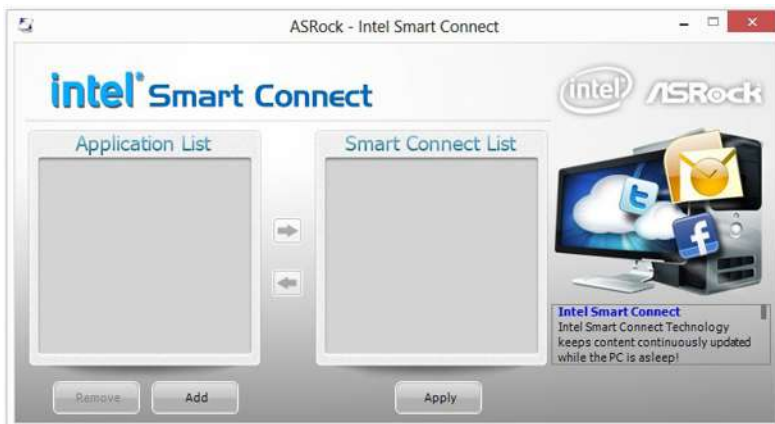 ASRock - Intel Smart Connect
intel® Smart Connect
intel® ASRock
Application List
Smart Connect List
Intel Smart Connect
Intel Smart Connect Technology
keeps content continuously updated
while the PC is asleep!
Remove
Add
Apply